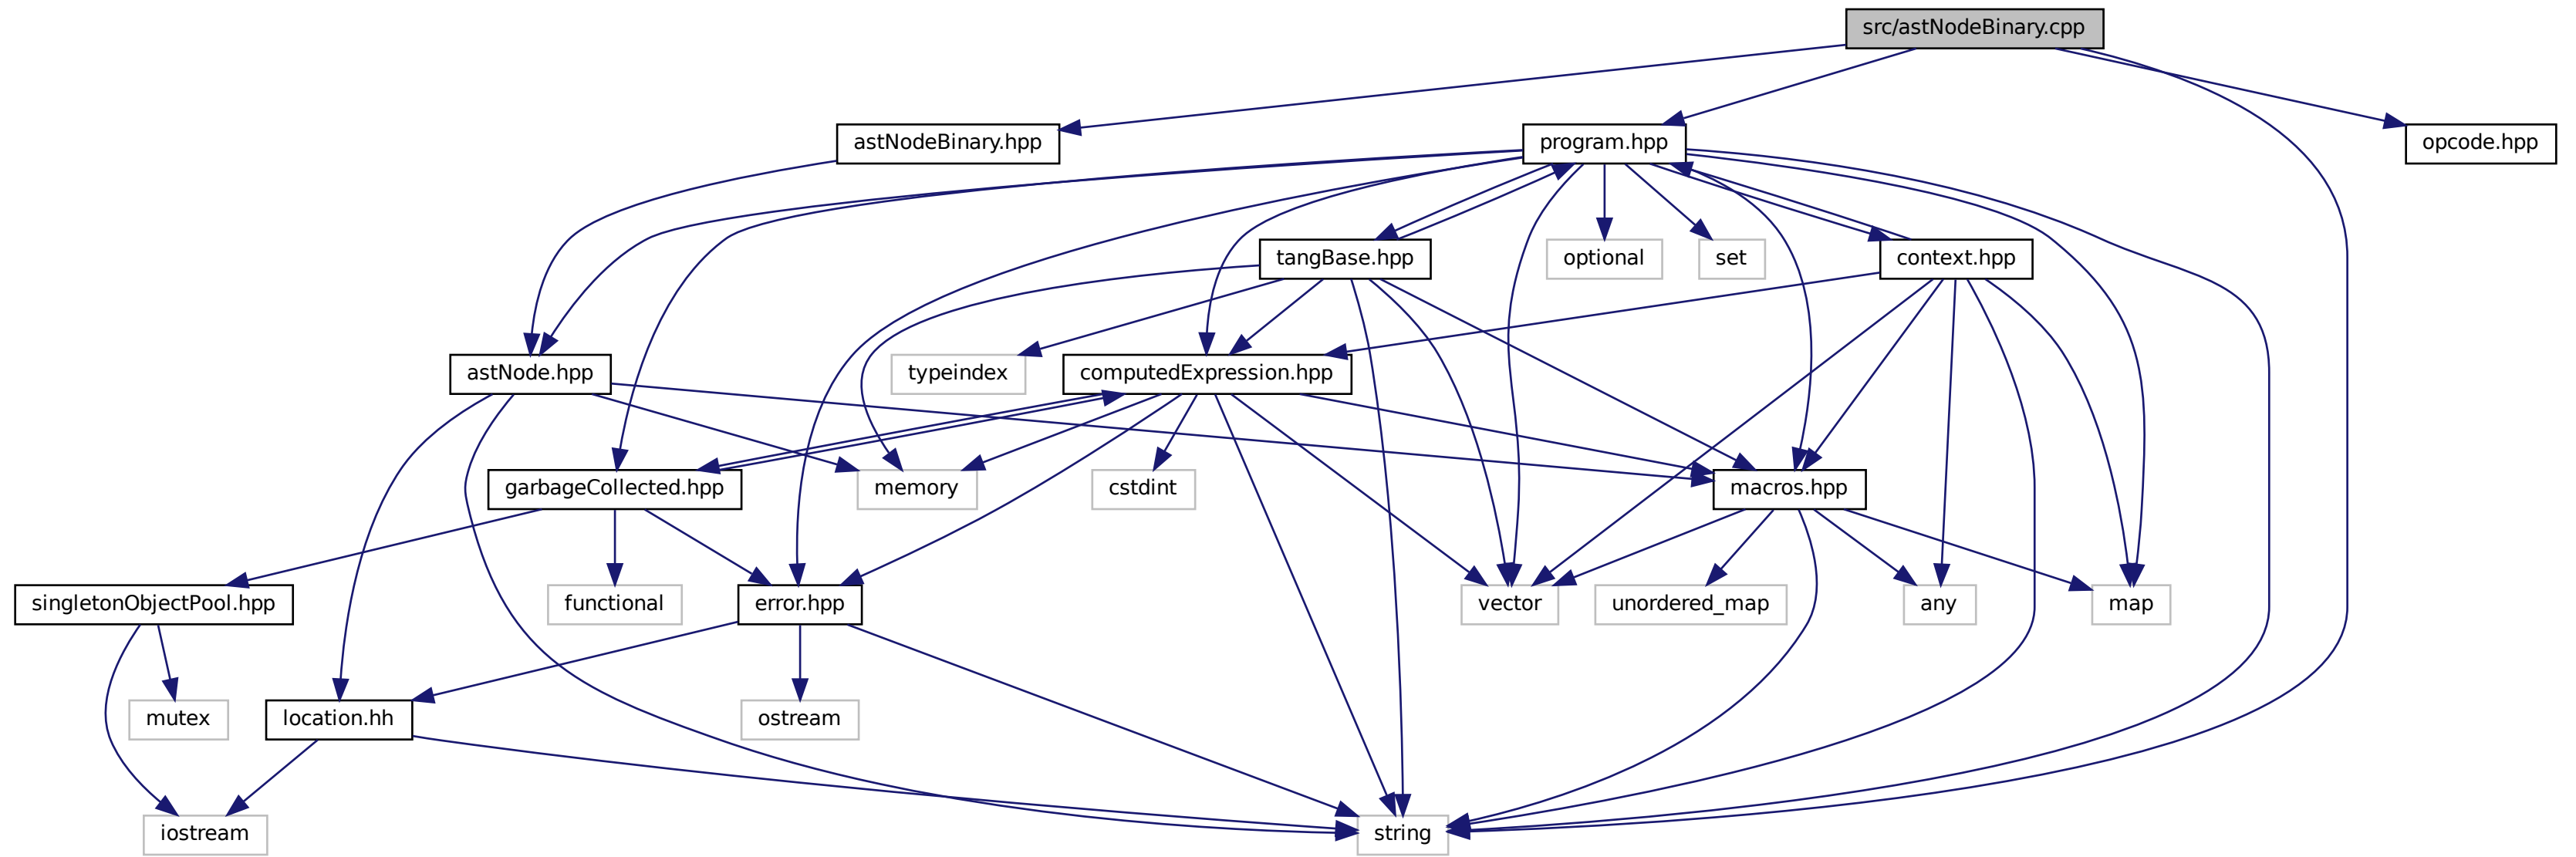 src/astNodeBinary.cpp
astNodeBinary.hpp
program.hpp
opcode.hpp
tangBase.hpp
optional
set
context.hpp
astNode.hpp
typeindex
computedExpression.hpp
garbageCollected.hpp
memory
cstdint
macros.hpp
singletonObjectPool.hpp
functional
error.hpp
vector
unordered_map
any
map
mutex
location.hh
ostream
iostream
string